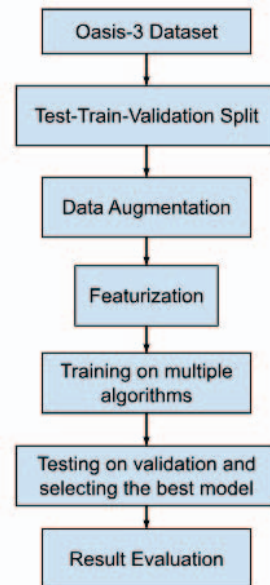 Oasis-3 Dataset
Test-Train-Validation Split
Data Augmentation
Featurization
Training on multiple
algorithms
Testing on validation and
selecting the best model
Result Evaluation